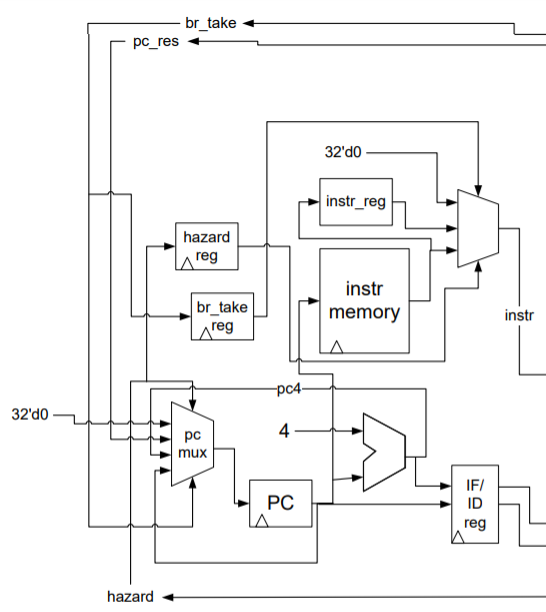 br_take
pc_res
32'd0
instr_reg
hazard
reg
instr
memory
br_take
reg
instr
pc4
32'd0
pc
mux
4
PC
IF/
ID
reg
hazard